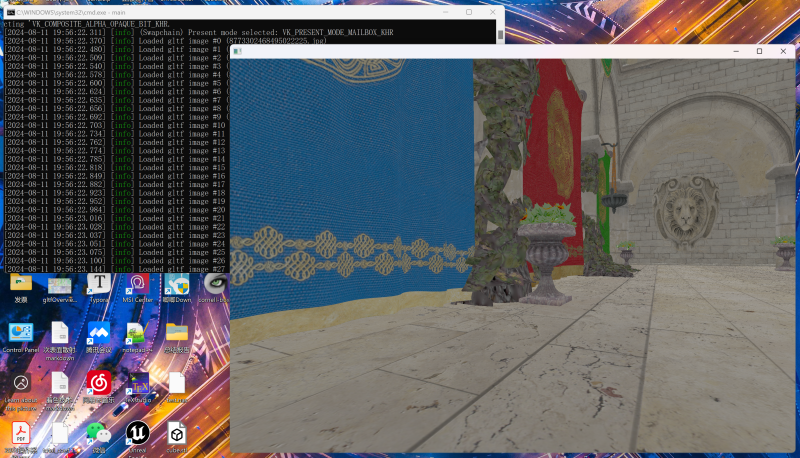 C:\WINDOWS\system32\cmd.exe - main
cting 'VK_COMPOSITE_ALPHA_OPAQUE_BIT_KHR.
[2024-08-11 19:56:22.311] [info] (Swapchain) Present mode selected: VK_PRESENT_MODE_MAILBOX_KHR
[2024-08-11 19:56:22.370] [info] Loaded gltf image #0 (8773302468495022225.jpg)
[2024-08-11 19:56:22.480] [info] Loaded gltf image #1
[2024-08-11 19:56:22.509] [info] Loaded gltf image #2
[2024-08-11 19:56:22.540] [info] Loaded gltf image #3
[2024-08-11 19:56:22.578] [info] Loaded gltf image #4
[2024-08-11 19:56:22.600] [info] Loaded gltf image #5
[2024-08-11 19:56:22.624] [info] Loaded gltf image #6
[2024-08-11 19:56:22.635] [info] Loaded gltf image #7 (
[2024-08-11 19:56:22.656] [info] Loaded gltf image #8 (
[2024-08-11 19:56:22.692] [info] Loaded gltf image #9 (
[2024-08-11 19:56:22.703] [info] Loaded gltf image #10
[2024-08-11 19:56:22.734] [info] Loaded gltf image #11
[2024-08-11 19:56:22.762] [info] Loaded gltf image #12
[2024-08-11 19:56:22.774] [info] Loaded gltf image #13
[2024-08-11 19:56:22.785] [info] Loaded gltf image #14
[2024-08-11 19:56:22.818] [info] Loaded gltf image #15
[2024-08-11 19:56:22.849] [info] Loaded gltf image #16
[2024-08-11 19:56:22.882] [info] Loaded gltf image #17
[2024-08-11 19:56:22.923] [info] Loaded gltf image #18
[2024-08-11 19:56:22.952] [info] Loaded gltf image #19
[2024-08-11 19:56:22.984] [info] Loaded gltf image #20
[2024-08-11 19:56:23.016] [info] Loaded gltf image #21
[2024-08-11 19:56:23.028] [info] Loaded gltf image #22
[2024-08-11 19:56:23.037] [info] Loaded gltf image #23
[2024-08-11 19:56:23.051] [info] Loaded gltf image #24
[2024-08-11 19:56:23.075] [info] Loaded gltf image #25
[2024-08-11 19:56:23.100] [info] Loaded gltf image #26
[2024-08-11 19:56:23.144] [info] Loaded gltf image #27
发票
gltfOvervie...
Typora
MSI Center
Control Panel
次表面散射
markdown
腾讯会议
TeXstudio
PDF
微信
Unreal